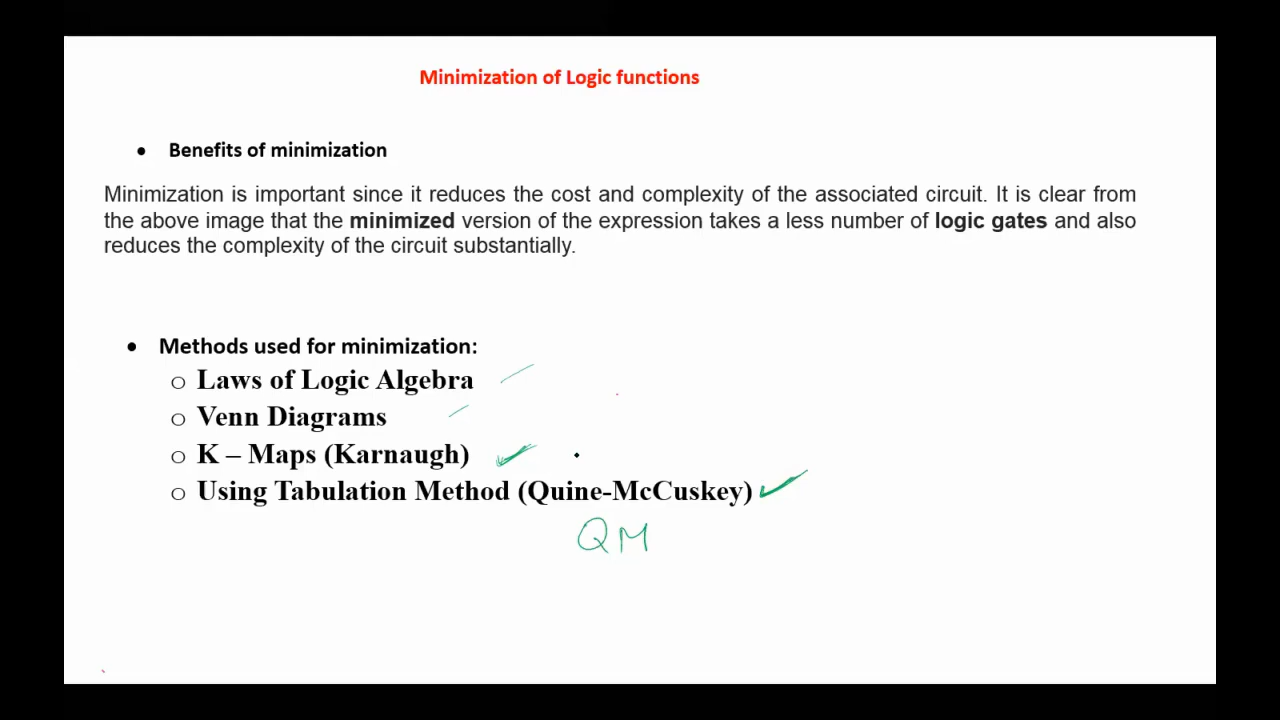 Minimization of Logic functions
• Benefits of minimization
Minimization is important since it reduces the cost and complexity of the associated circuit. It is clear from
the above image that the minimized version of the expression takes a less number of logic gates and also
reduces the complexity of the circuit substantially.
• Methods used for minimization:
o Laws of Logic Algebra
o Venn Diagrams
o K – Maps (Karnaugh)
o Using Tabulation Method (Quine-McCuskey)
QM